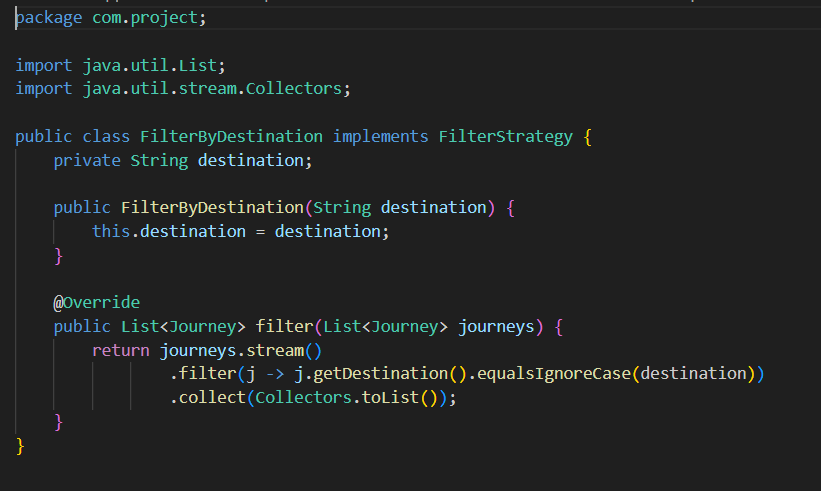 package com.project;
import java.util.List;
import java.util.stream.Collectors;
public class FilterByDestination implements FilterStrategy {
private String destination;
public FilterByDestination(String destination) {
this.destination = destination;
}
@Override
public List<Journey> filter(List<Journey> journeys) {
return journeys.stream()
.filter(j -> j.getDestination().equalsIgnoreCase(destination))
.collect(Collectors.toList());
}
}